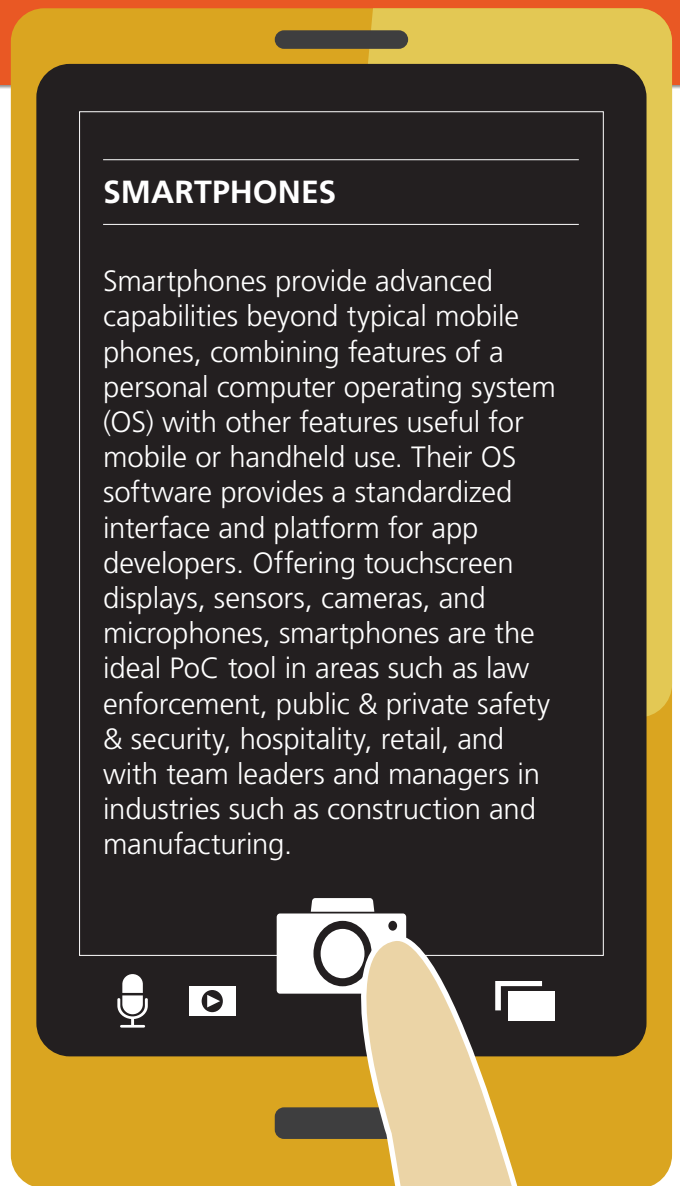 SMARTPHONES
Smartphones provide advanced
capabilities beyond typical mobile
phones, combining features of a
personal computer operating system
(OS) with other features useful for
mobile or handheld use. Their OS
software provides a standardized
interface and platform for app
developers. Offering touchscreen
displays, sensors, cameras, and
microphones, smartphones are the
ideal PoC tool in areas such as law
enforcement, public & private safety
& security, hospitality, retail, and
with team leaders and managers in
industries such as construction and
manufacturing.